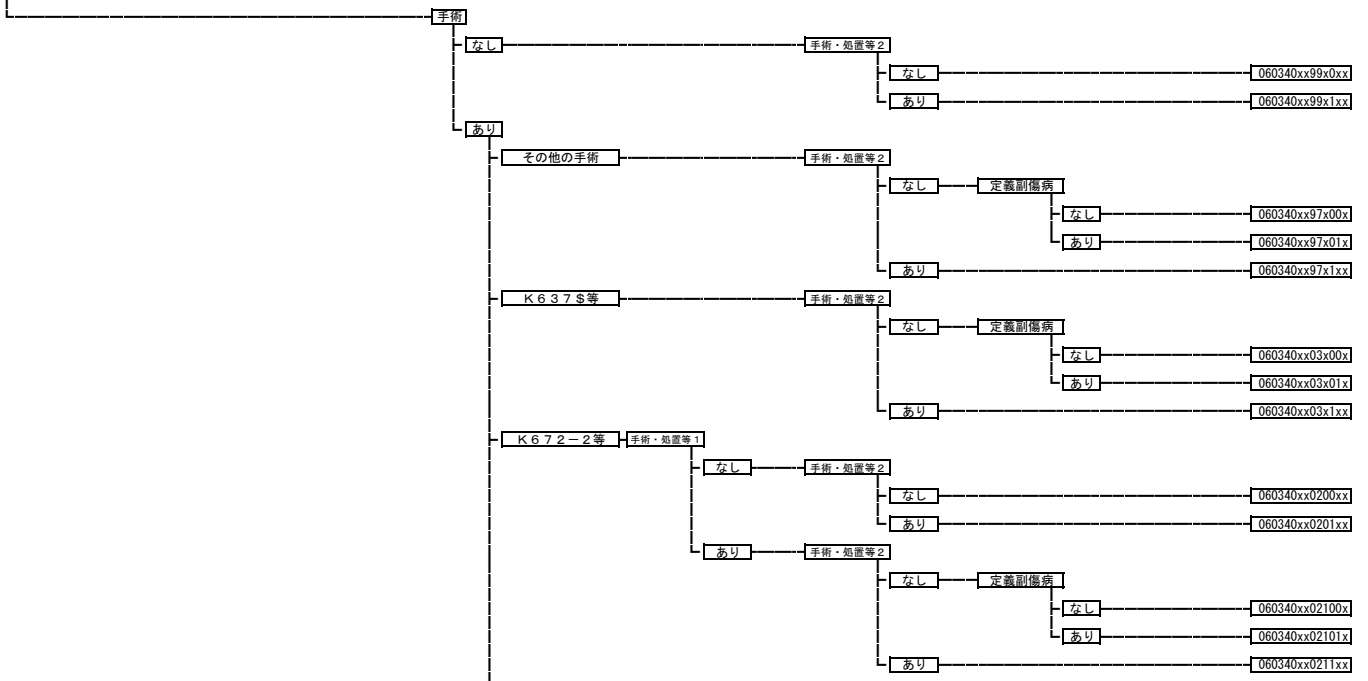 手術
なし 手術・処置等2
なし 060340xx99x0xx
あり 060340xx99x1xx
あり
その他の手術 手術・処置等2
なし 定義副傷病
なし 060340xx97x00x
あり 060340xx97x01x
あり 060340xx97x1xx
K637$等 手術・処置等2
なし 定義副傷病
なし 060340xx03x00x
あり 060340xx03x01x
あり 060340xx03x1xx
K672-2等 手術・処置等1
なし 手術・処置等2
なし 060340xx0200xx
あり 060340xx0201xx
あり 手術・処置等2
なし 定義副傷病
なし 060340xx02100x
あり 060340xx02101x
あり 060340xx0211xx